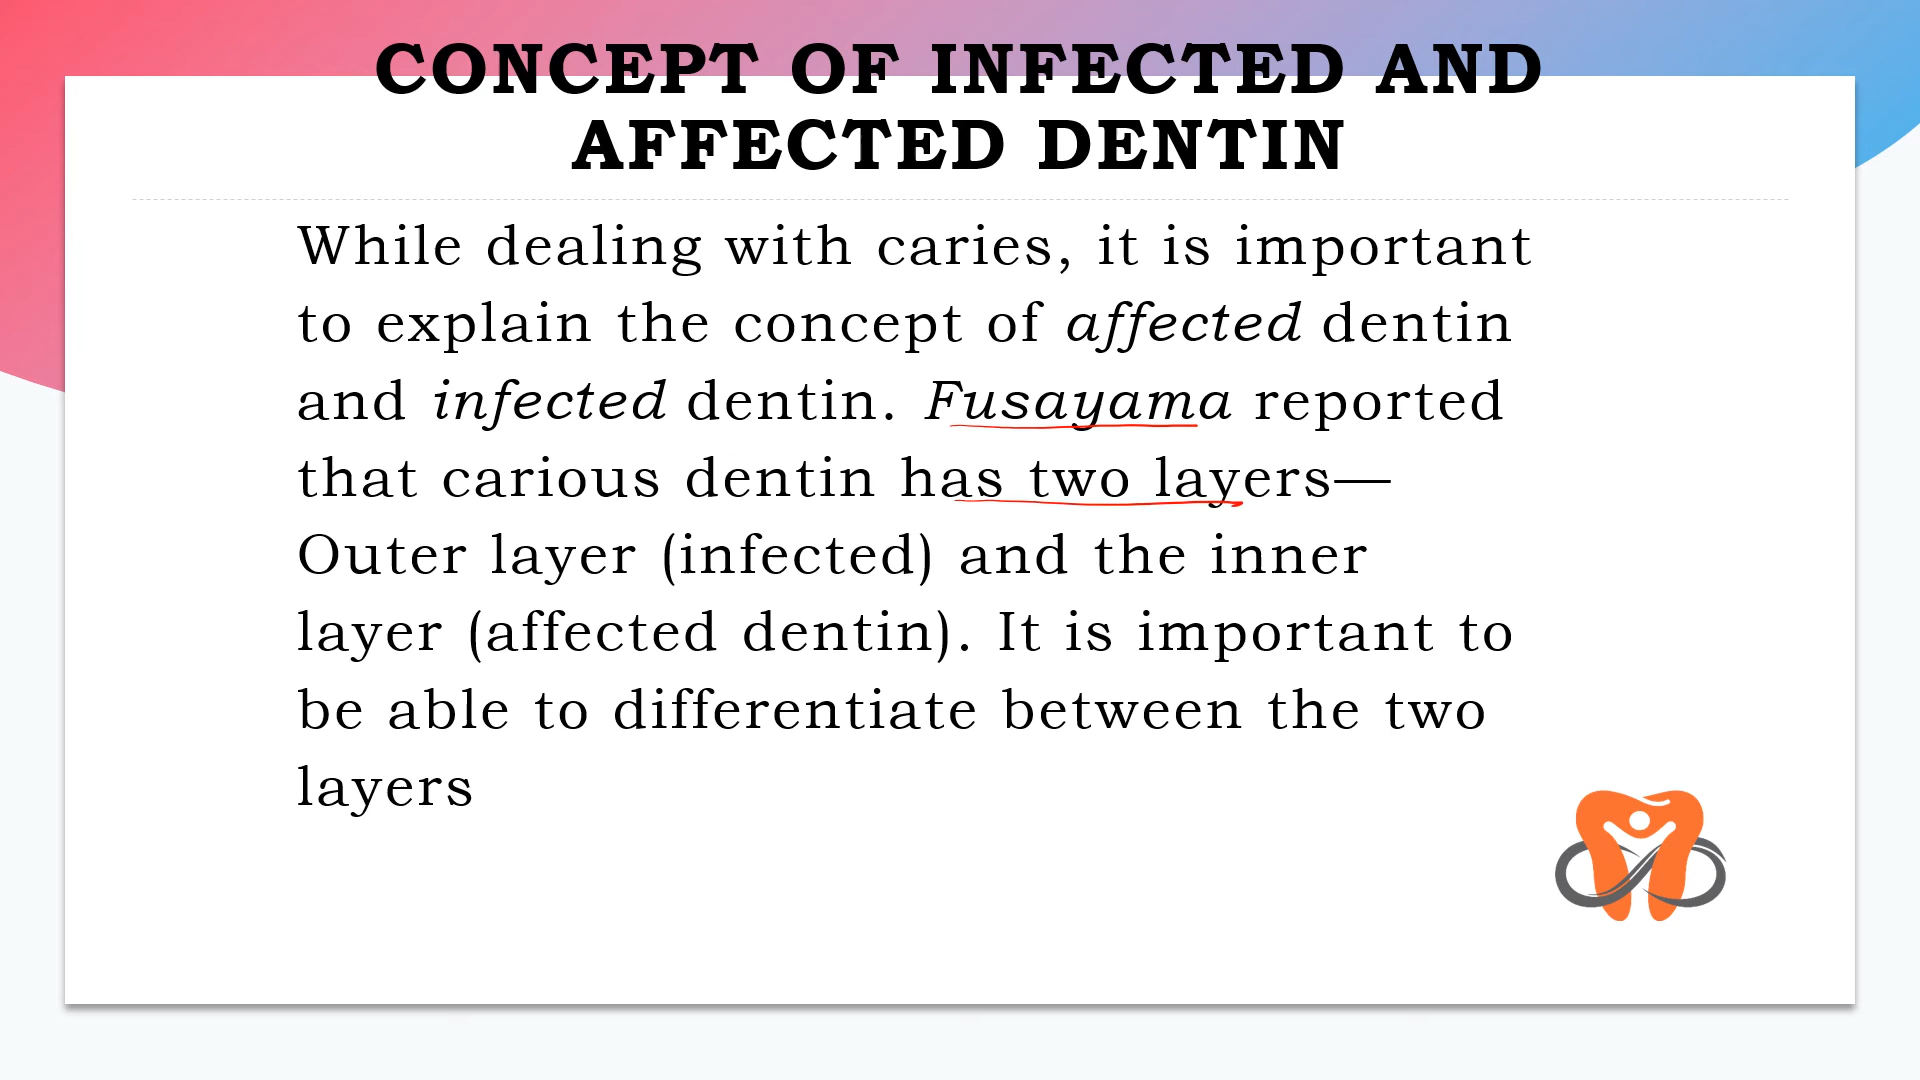 CONCEPT OF INFECTED AND
AFFECTED DENTIN
While dealing with caries, it is important
to explain the concept of affected dentin
and infected dentin. Fusayama reported
that carious dentin has two layers—
Outer layer (infected) and the inner
layer (affected dentin). It is important to
be able to differentiate between the two
layers